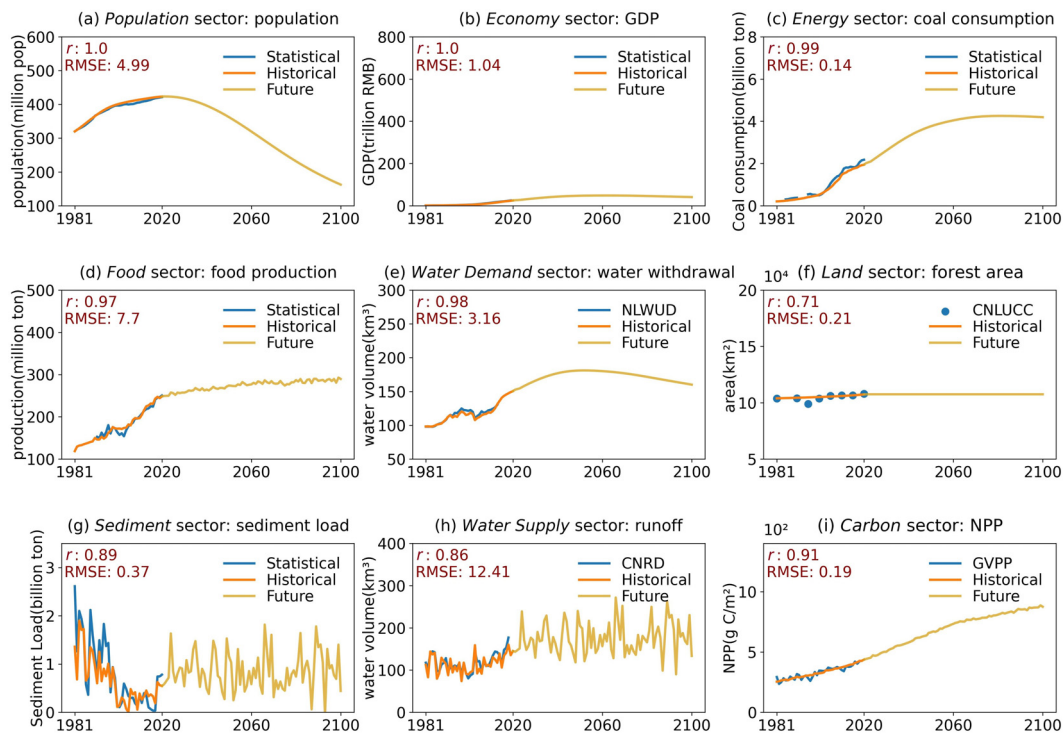 (a) Population sector: population
population(million pop)
600
500
400
300
200
100
r: 1.0
RMSE: 4.99
Statistical
Historical
Future
1981 2020 2060 2100
(b) Economy sector: GDP
GDP(trillion RMB)
800
600
400
200
0
r: 1.0
RMSE: 1.04
Statistical
Historical
Future
1981 2020 2060 2100
(c) Energy sector: coal consumption
Coal consumption(billion ton)
8
6
4
2
0
r: 0.99
RMSE: 0.14
Statistical
Historical
Future
1981 2020 2060 2100
(d) Food sector: food production
production(million ton)
500
400
300
200
100
r: 0.97
RMSE: 7.7
Statistical
Historical
Future
1981 2020 2060 2100
(e) Water Demand sector: water withdrawal
water volume(km³)
300
250
200
150
100
50
r: 0.98
RMSE: 3.16
NLWUD
Historical
Future
1981 2020 2060 2100
(f) Land sector: forest area
10⁴
area(km²)
20
15
10
5
r: 0.71
RMSE: 0.21
CNLUCC
Historical
Future
1981 2020 2060 2100
(g) Sediment sector: sediment load
Sediment Load(billion ton)
3
2
1
0
r: 0.89
RMSE: 0.37
Statistical
Historical
Future
1981 2020 2060 2100
(h) Water Supply sector: runoff
water volume(km³)
400
300
200
100
0
r: 0.86
RMSE: 12.41
CNRD
Historical
Future
1981 2020 2060 2100
(i) Carbon sector: NPP
10²
NPP(g C/m²)
10
5
0
r: 0.91
RMSE: 0.19
GVPP
Historical
Future
1981 2020 2060 2100